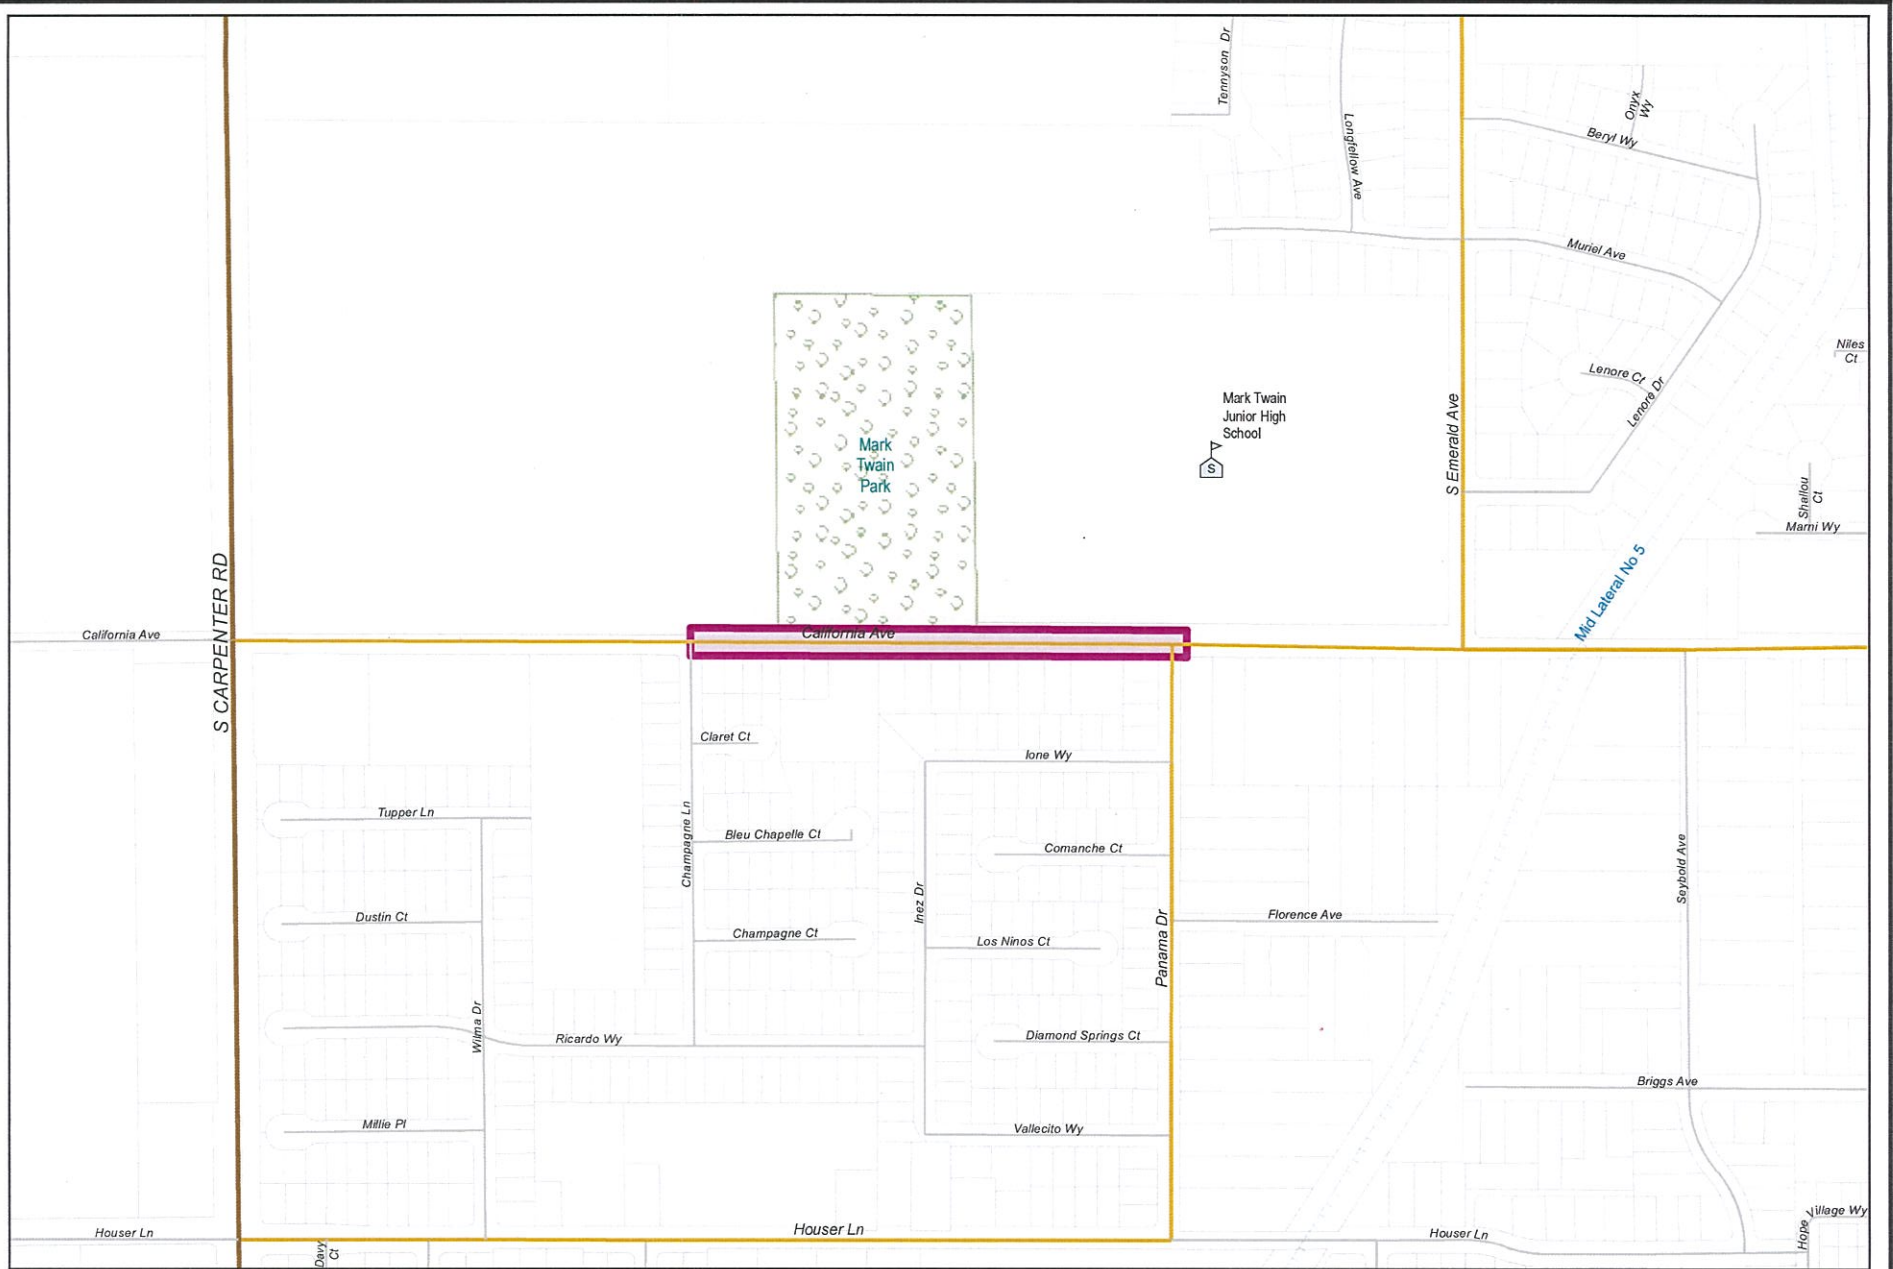 Tennyson Dr
Longfellow Ave
Onyx
Wy
Beryl Wy
Muriel Ave
Niles
Ct
Lenore Ct
Lenore Dr
Mark Twain
Junior High
School
S
S Emerald Ave
Mark
Twain
Park
Shallou
Ct
Marni Wy
Mid Lateral No 5
S CARPENTER RD
California Ave
California Ave
Claret Ct
Ione Wy
Tupper Ln
Champagne Ln
Bleu Chapelle Ct
Comanche Ct
Seybold Ave
Inez Dr
Dustin Ct
Florence Ave
Champagne Ct
Los Ninos Ct
Panama Dr
Wilma Dr
Ricardo Wy
Diamond Springs Ct
Briggs Ave
Millie Pl
Vallecito Wy
Houser Ln
Houser Ln
Houser Ln
Hope Village Wy
Davy
Ct